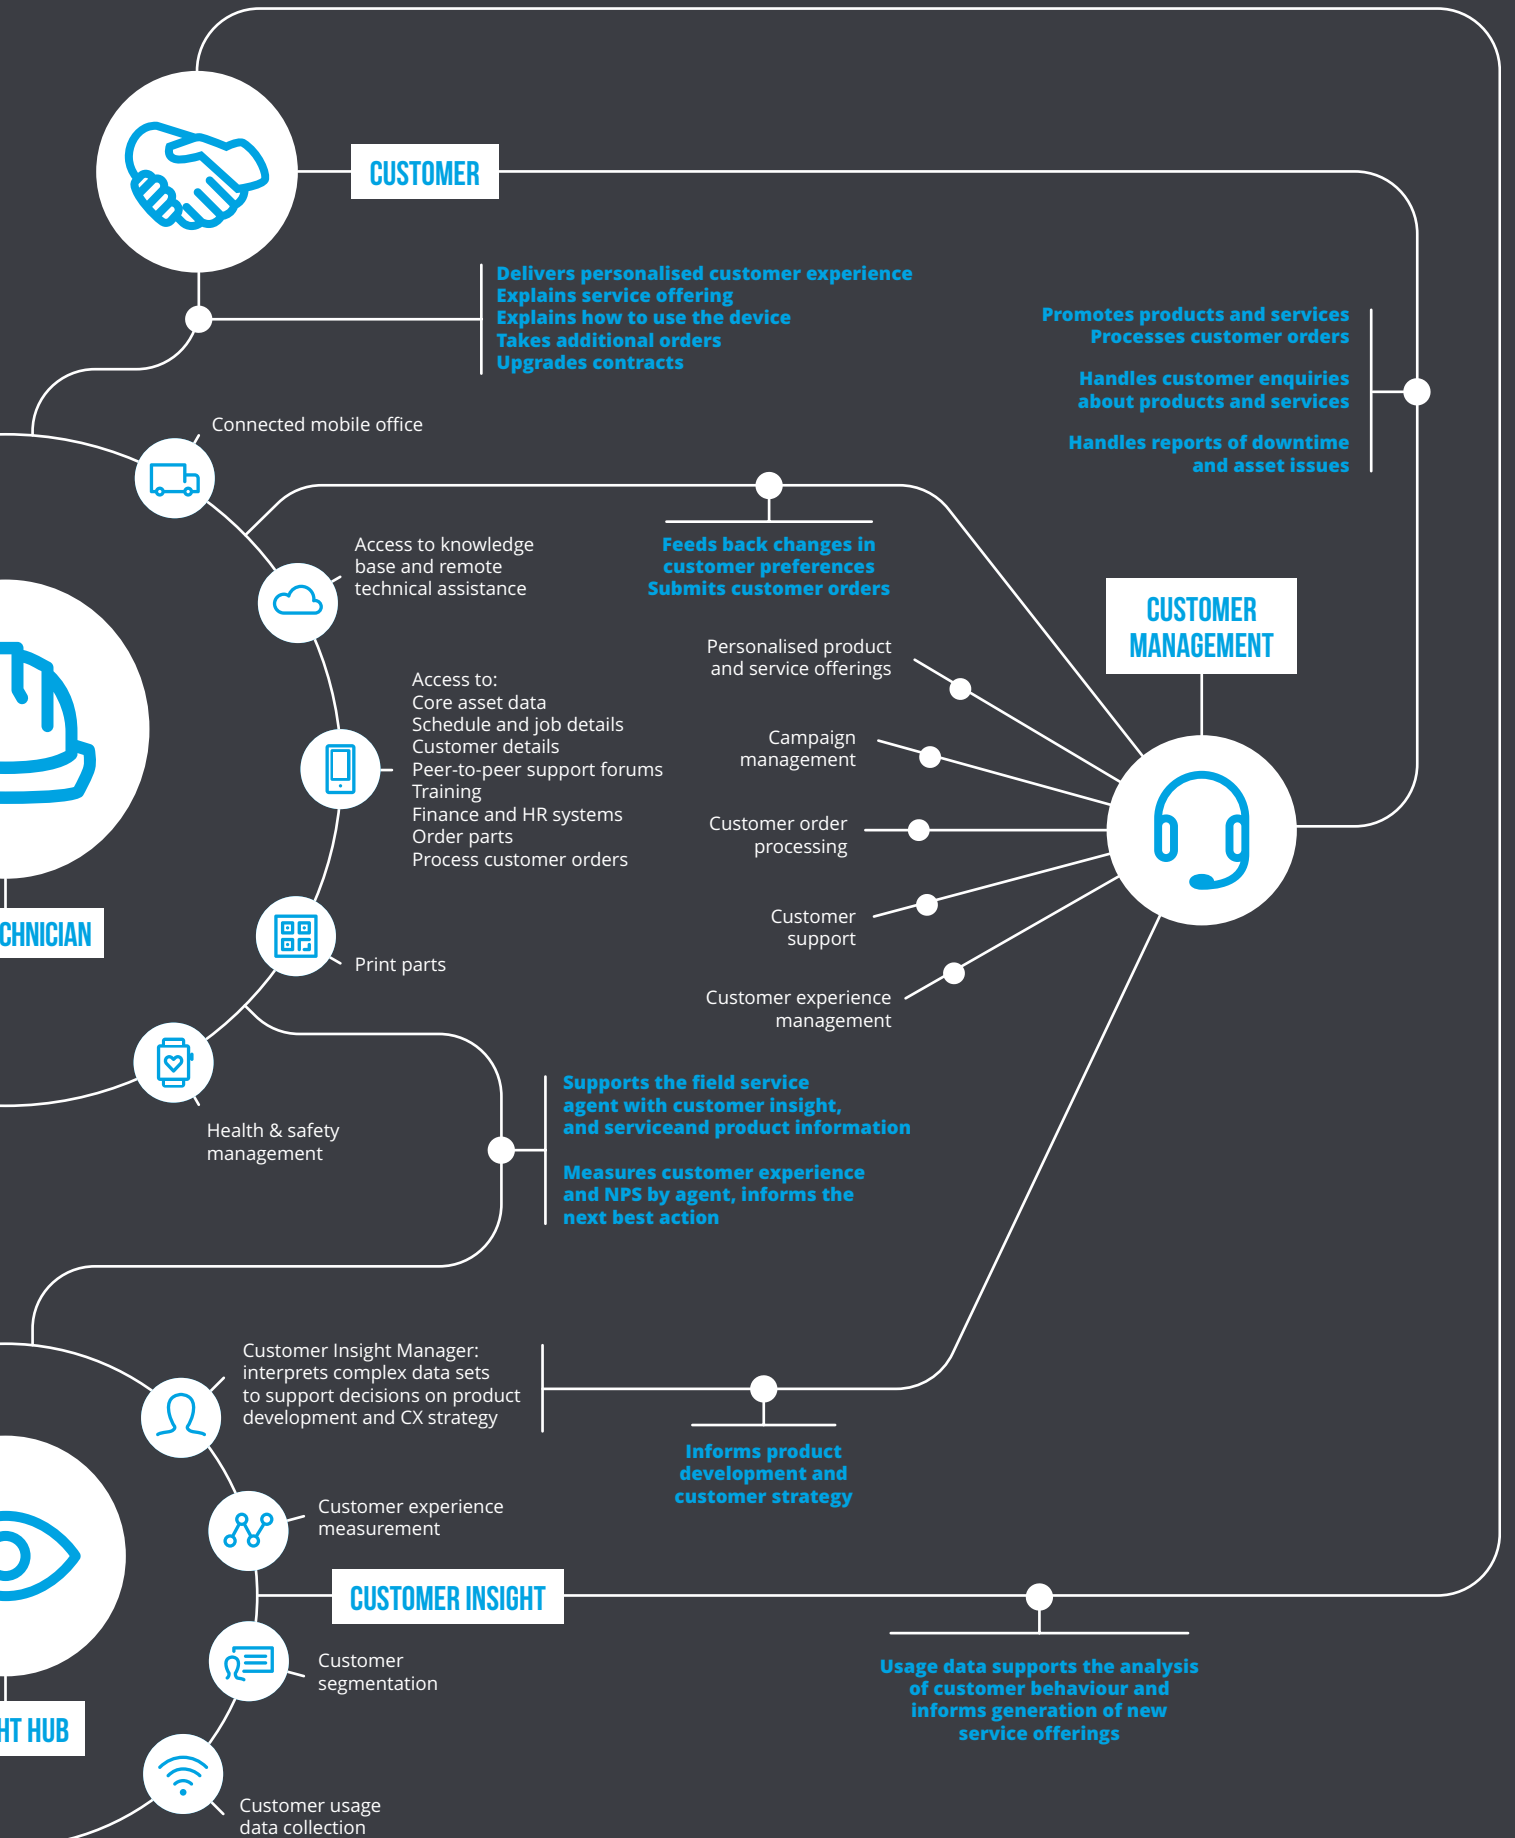 CUSTOMER
Delivers personalised customer experience
Explains service offering
Explains how to use the device
Takes additional orders
Upgrades contracts
Promotes products and services
Processes customer orders
Handles customer enquiries
about products and services
Handles reports of downtime
and asset issues
Connected mobile office
Access to knowledge
base and remote
technical assistance
Feeds back changes in
customer preferences
Submits customer orders
CUSTOMER
MANAGEMENT
Personalised product
and service offerings
Campaign
management
Customer order
processing
Customer
support
Customer experience
management
Access to:
Core asset data
Schedule and job details
Customer details
Peer-to-peer support forums
Training
Finance and HR systems
Order parts
Process customer orders
CHNICIAN
Print parts
Health & safety
management
Supports the field service
agent with customer insight,
and serviceand product information
Measures customer experience
and NPS by agent, informs the
next best action
Customer Insight Manager:
interprets complex data sets
to support decisions on product
development and CX strategy
Informs product
development and
customer strategy
Customer experience
measurement
CUSTOMER INSIGHT
Customer
segmentation
Usage data supports the analysis
of customer behaviour and
informs generation of new
service offerings
HT HUB
Customer usage
data collection